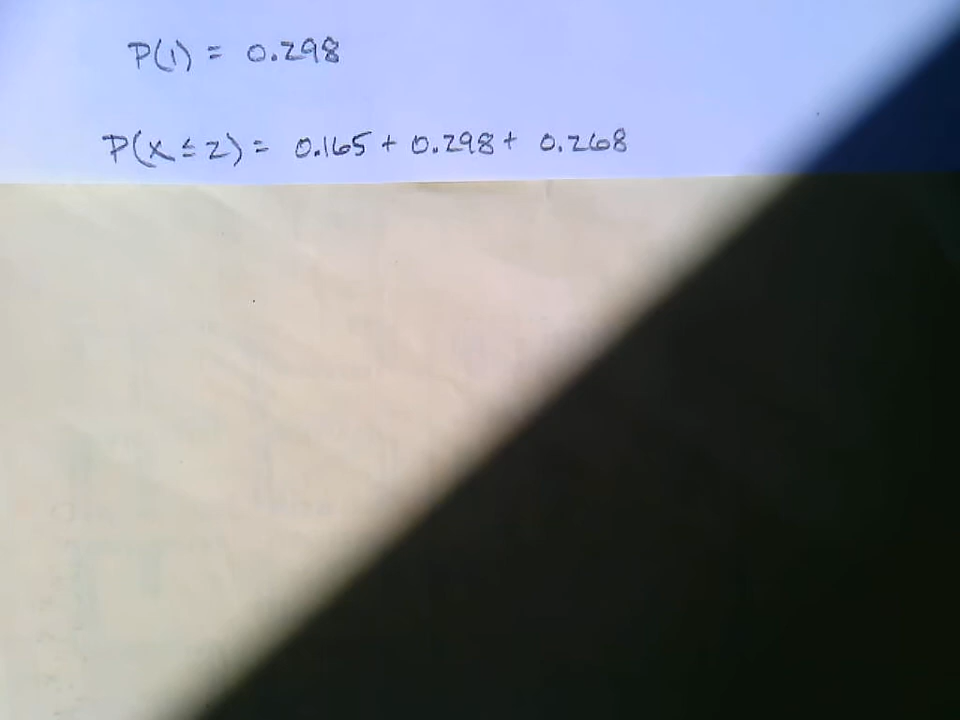 P(1) = 0.298
P(x ≤ 2) = 0.165 + 0.298 + 0.268